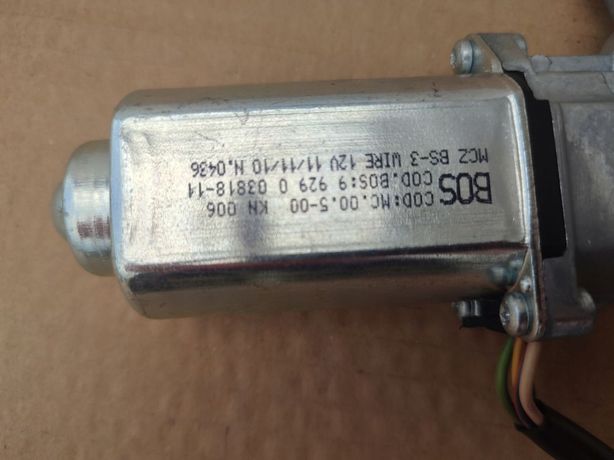 BOS
COD:MC.00.5-00 KN 006
COD.BOS:9 929 0 03818-11
MCZ BS-3 WIRE 12V 11/11/10 N.0436